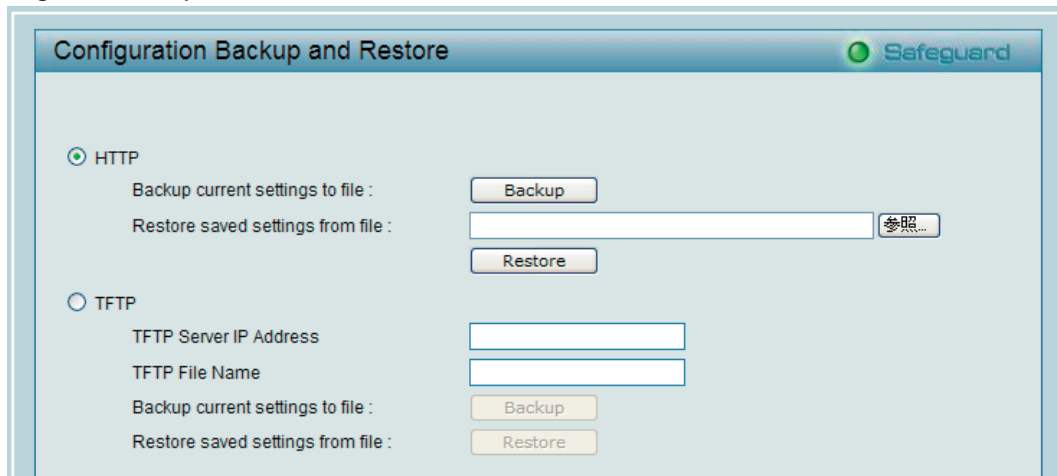 Configuration Backup and Restore Safeguard
HTTP
Backup current settings to file : Backup
Restore saved settings from file : 参照...
Restore
TFTP
TFTP Server IP Address
TFTP File Name
Backup current settings to file : Backup
Restore saved settings from file : Restore